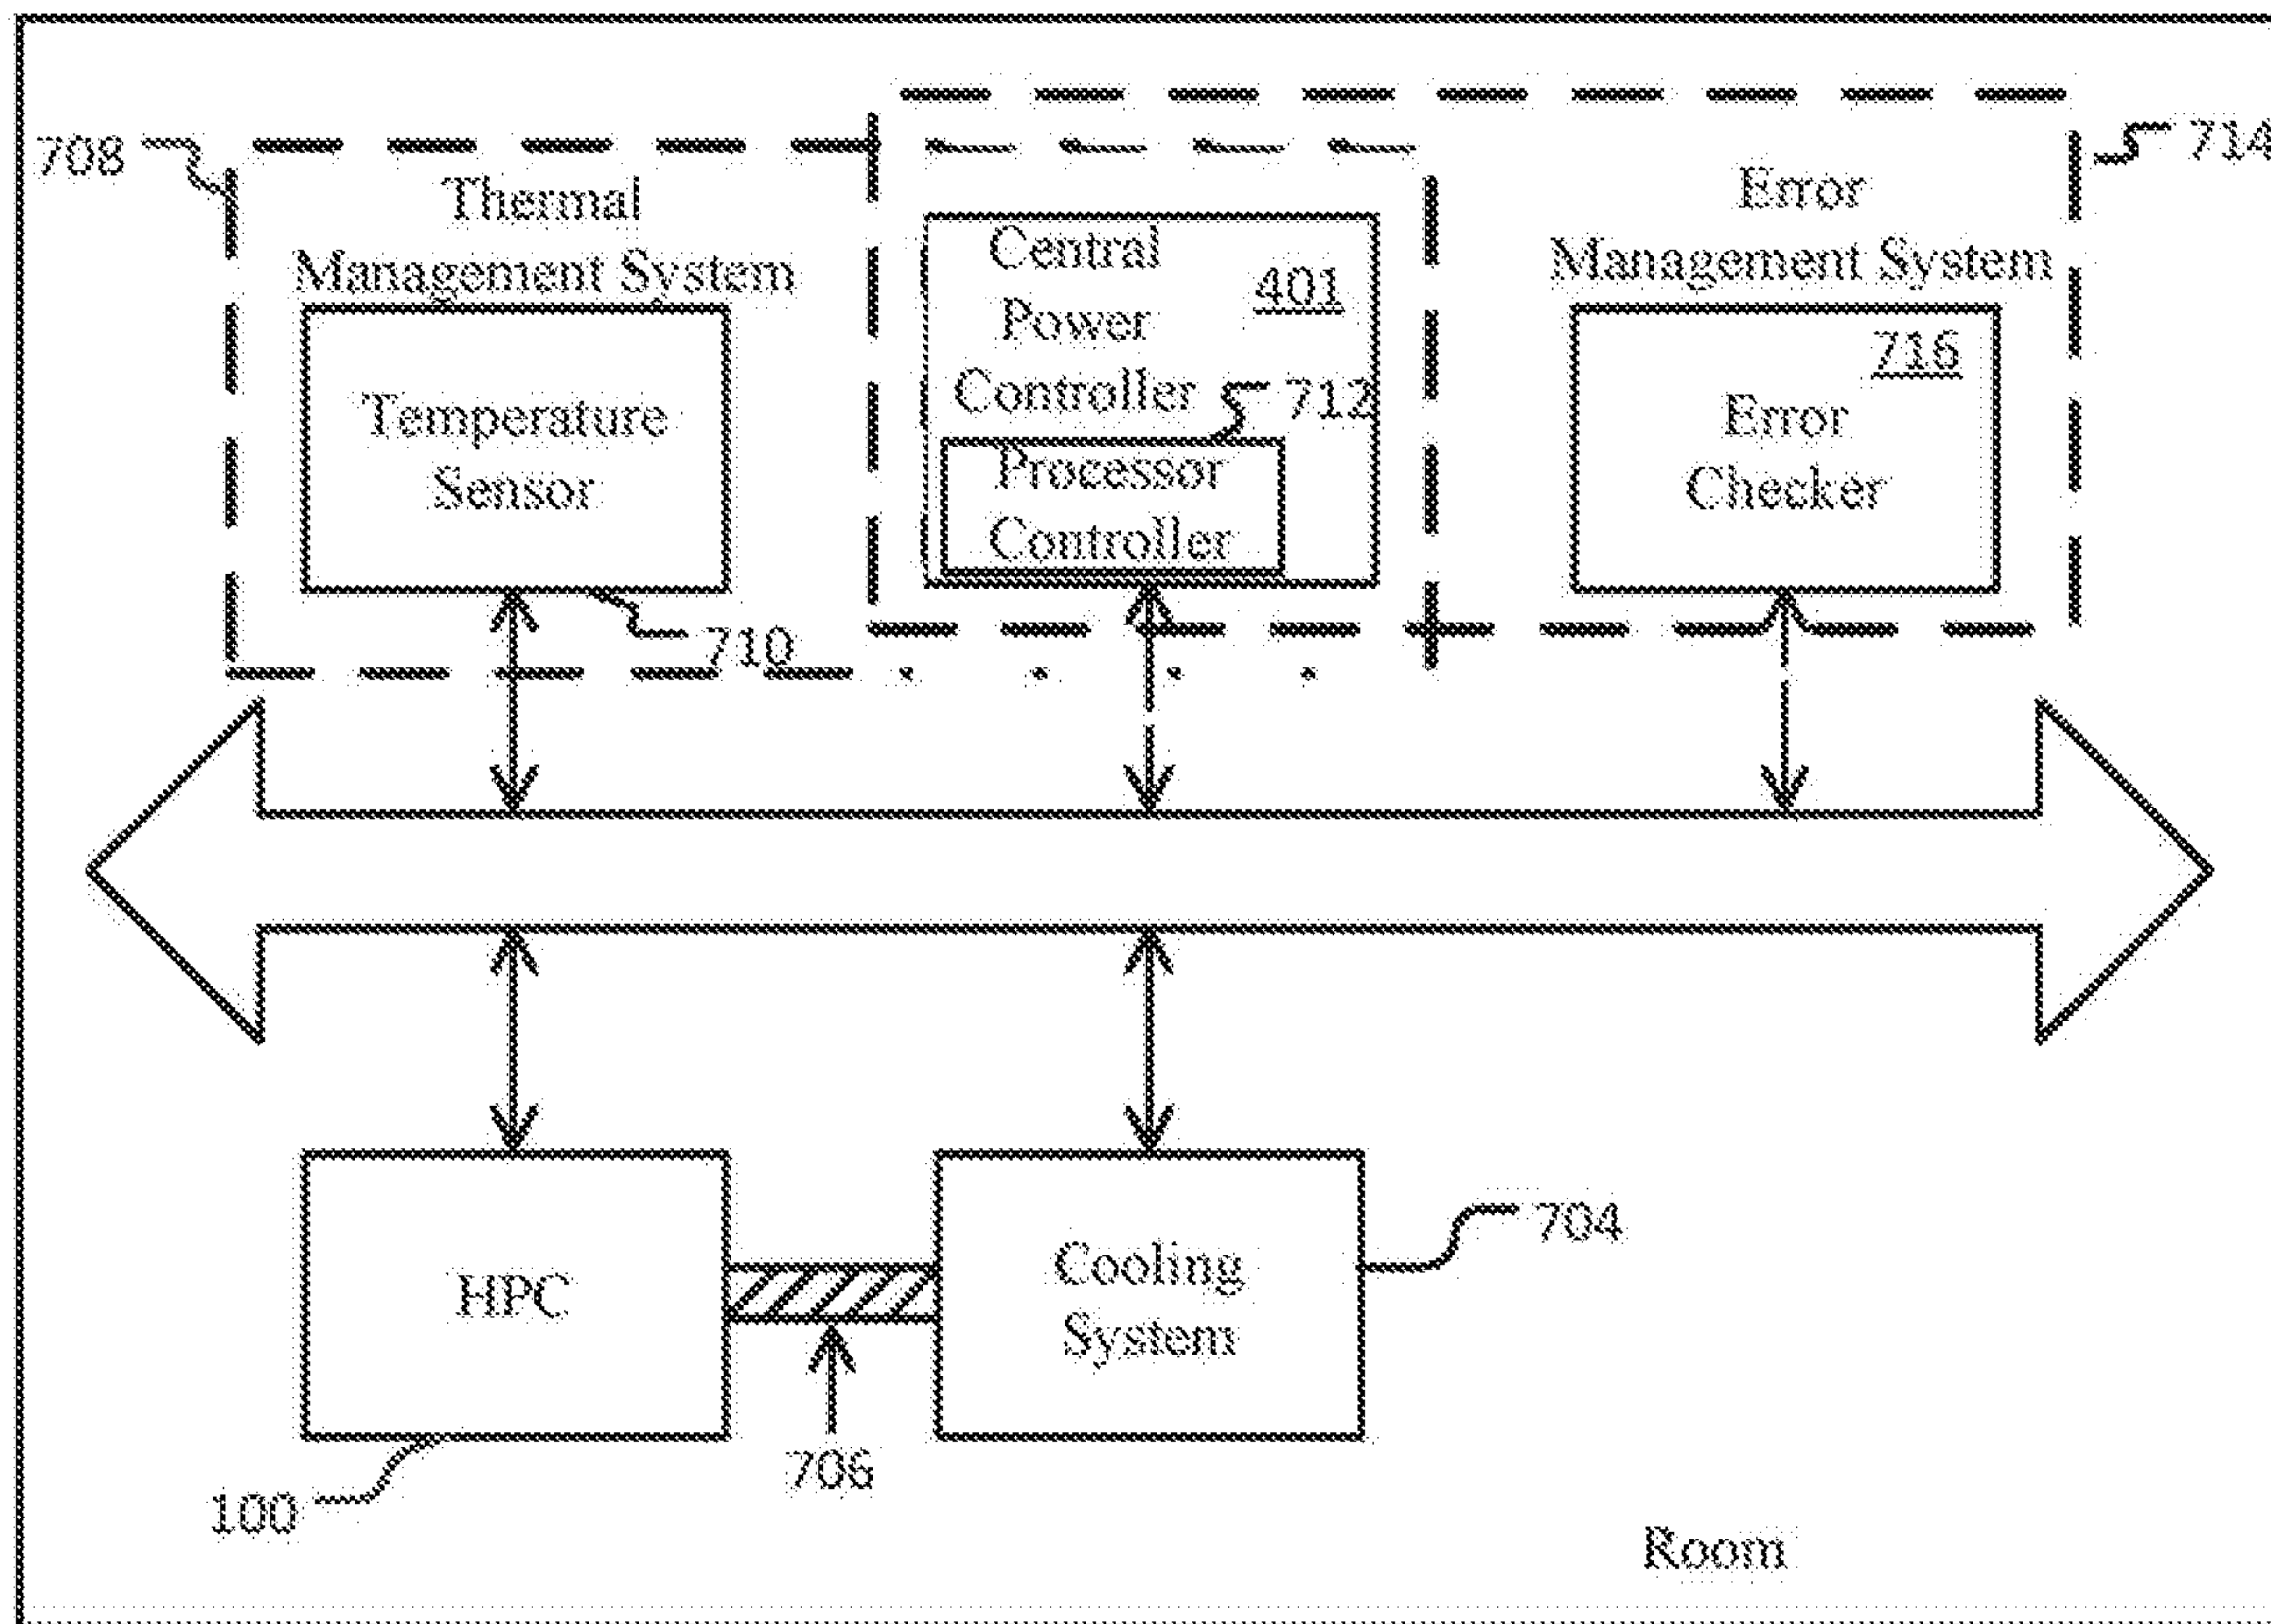 708
Thermal
Management System
Temperature
Sensor
710
Central
Power
Controller
401
712
Processor
Controller
Error
Management System
714
716
Error
Checker
HPC
100
706
Cooling
System
704
Room